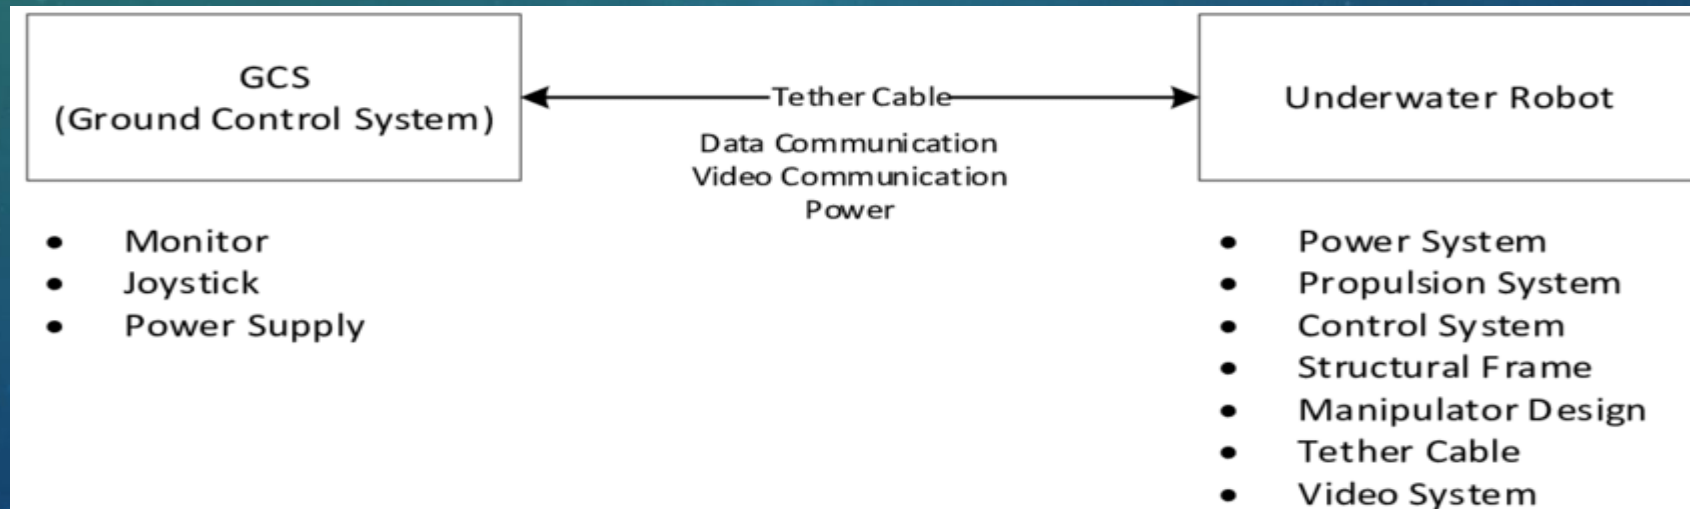 GCS
(Ground Control System)
Tether Cable
Data Communication
Video Communication
Power
Underwater Robot
• Monitor
• Joystick
• Power Supply
• Power System
• Propulsion System
• Control System
• Structural Frame
• Manipulator Design
• Tether Cable
• Video System